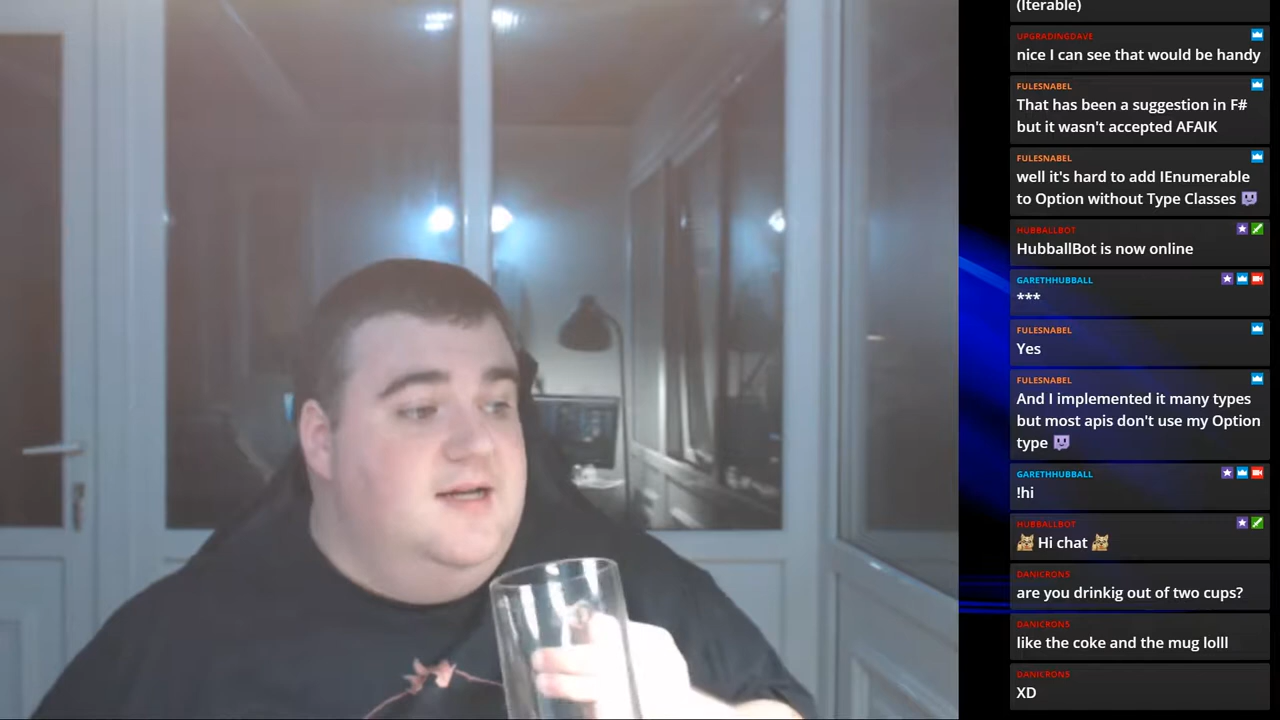 (Iterable)
UPGRADINGDAVE
nice I can see that would be handy
FULESNABEL
That has been a suggestion in F#
but it wasn't accepted AFAIK
FULESNABEL
well it's hard to add IEnumerable
to Option without Type Classes
HUBBALLBOT
HubballBot is now online
GARETHHUBBALL
***
FULESNABEL
Yes
FULESNABEL
And I implemented it many types
but most apis don't use my Option
type
GARETHHUBBALL
!hi
HUBBALLBOT
Hi chat
DANICRON5
are you drinkig out of two cups?
DANICRON5
like the coke and the mug lolll
DANICRON5
XD